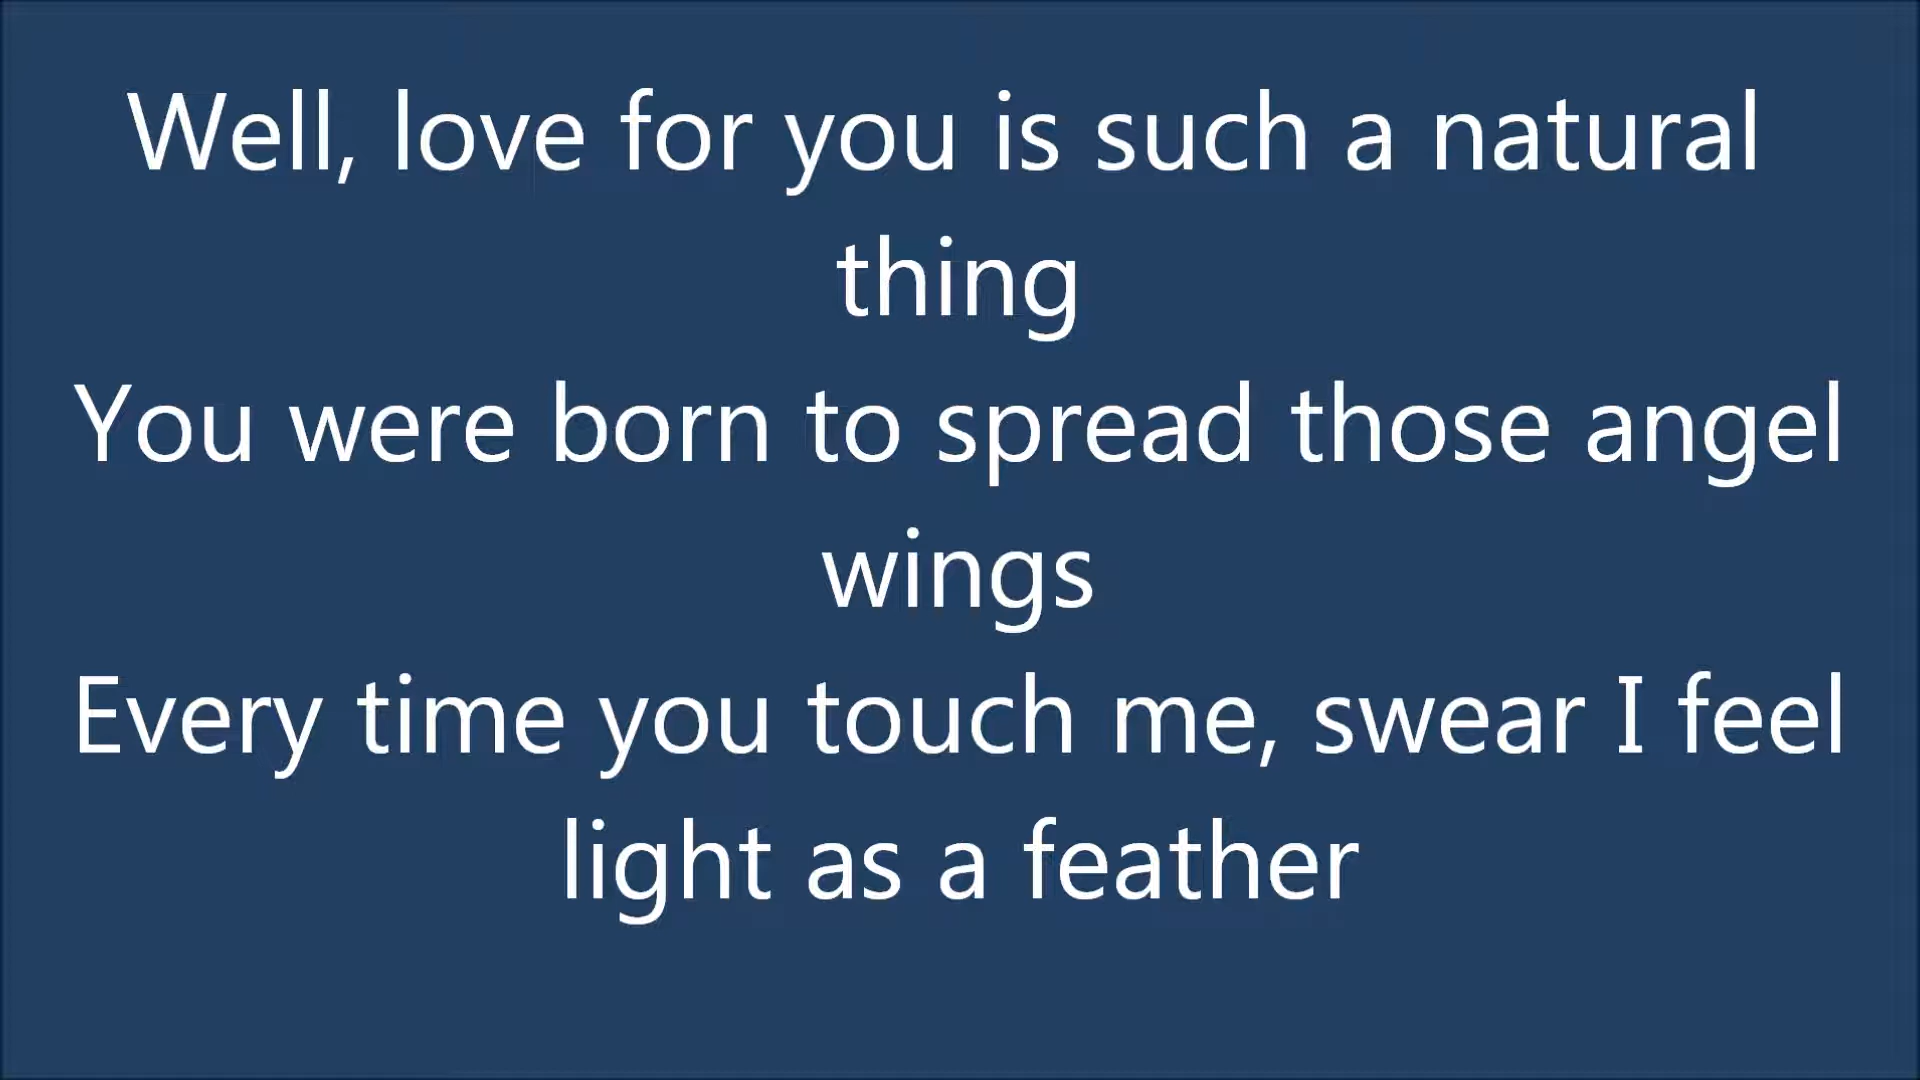 Well, love for you is such a natural
thing
You were born to spread those angel
wings
Every time you touch me, swear I feel
light as a feather